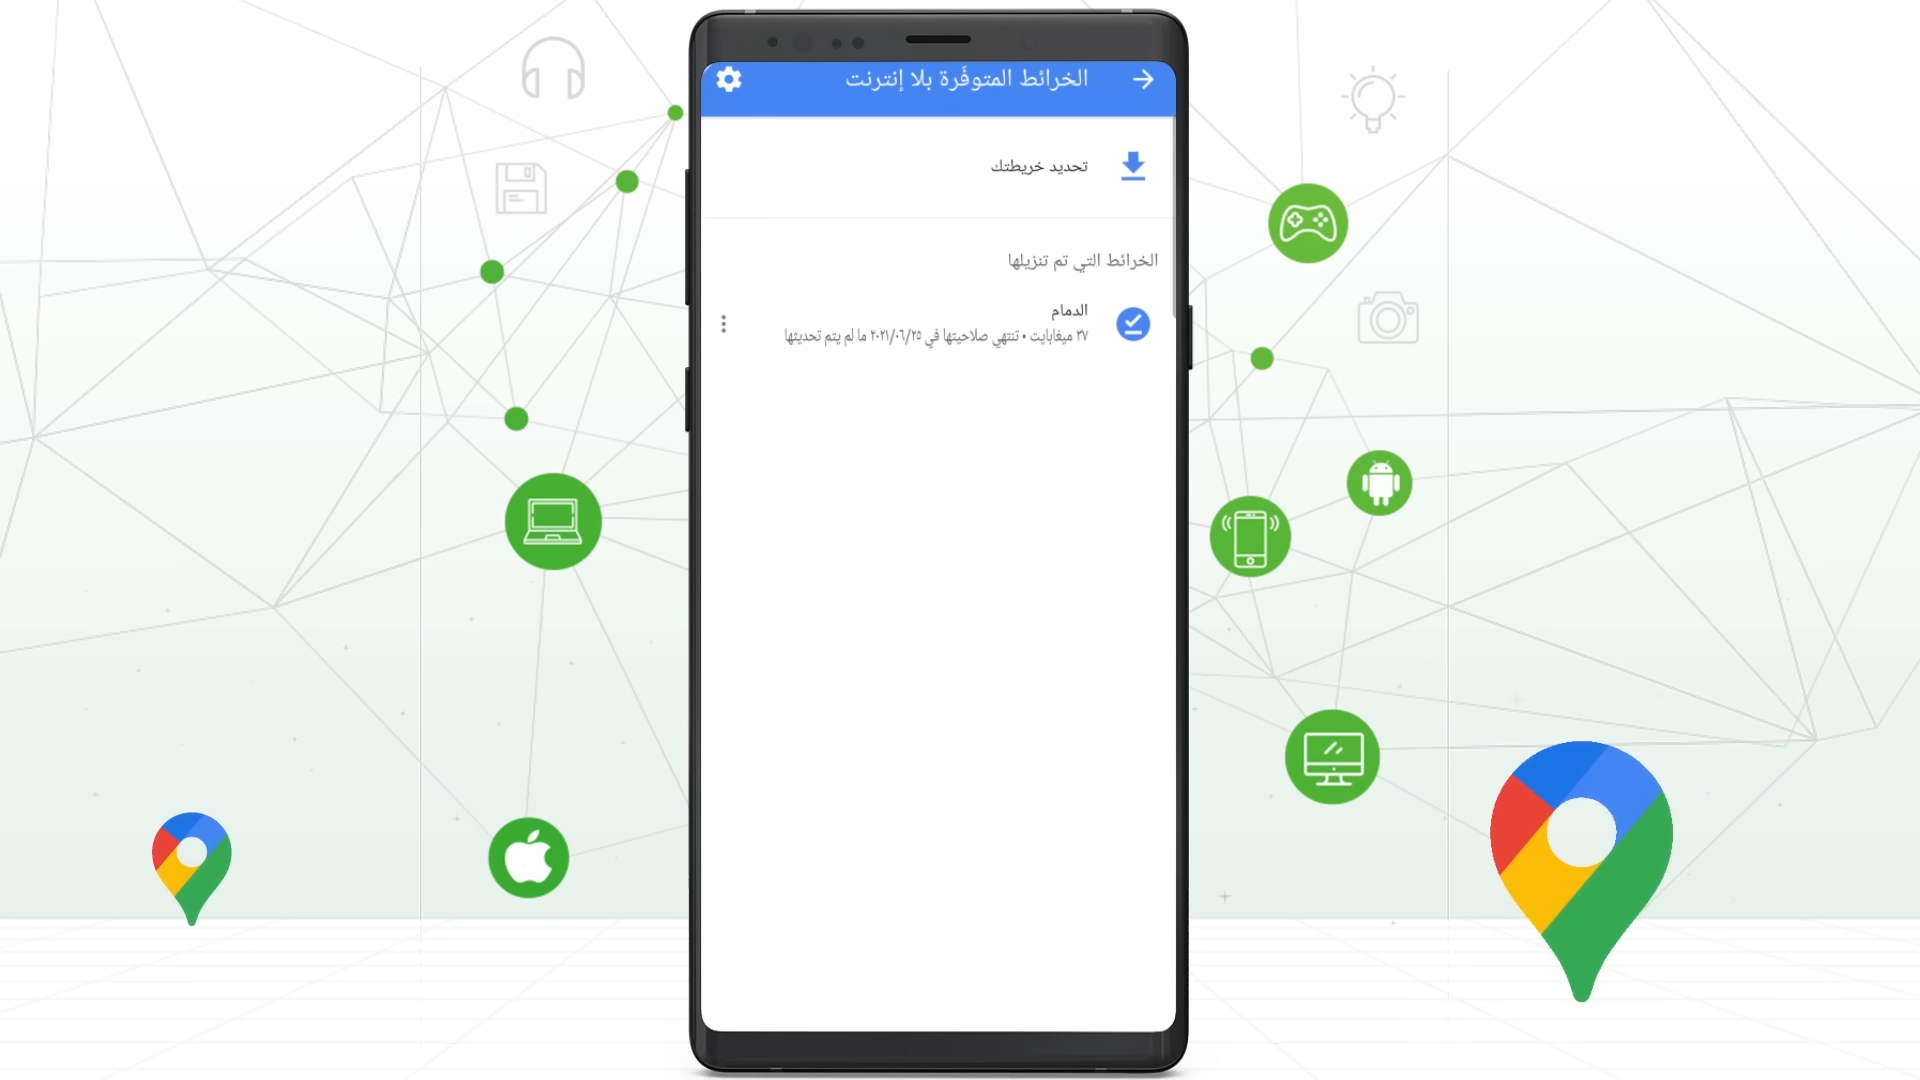 الخرائط المتوفّرة بلا إنترنت
تحديد خريطتك
الخرائط التي تم تنزيلها
الدمام
٣٧ ميغابايت • تنتهي صلاحيتها في ٢٠٢١/٠٦/٢٥ ما لم يتم تحديثها